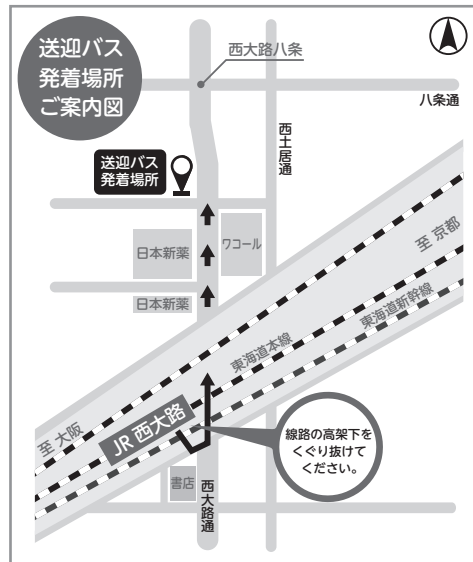 送迎バス
発着場所
ご案内図
西大路八条
八条通
西土居通
送迎バス
発着場所
ワコール
日本新薬
日本新薬
至 京都
東海道本線
東海道新幹線
至 大阪
JR 西大路
線路の高架下を
くぐり抜けて
ください。
書店
西大路通